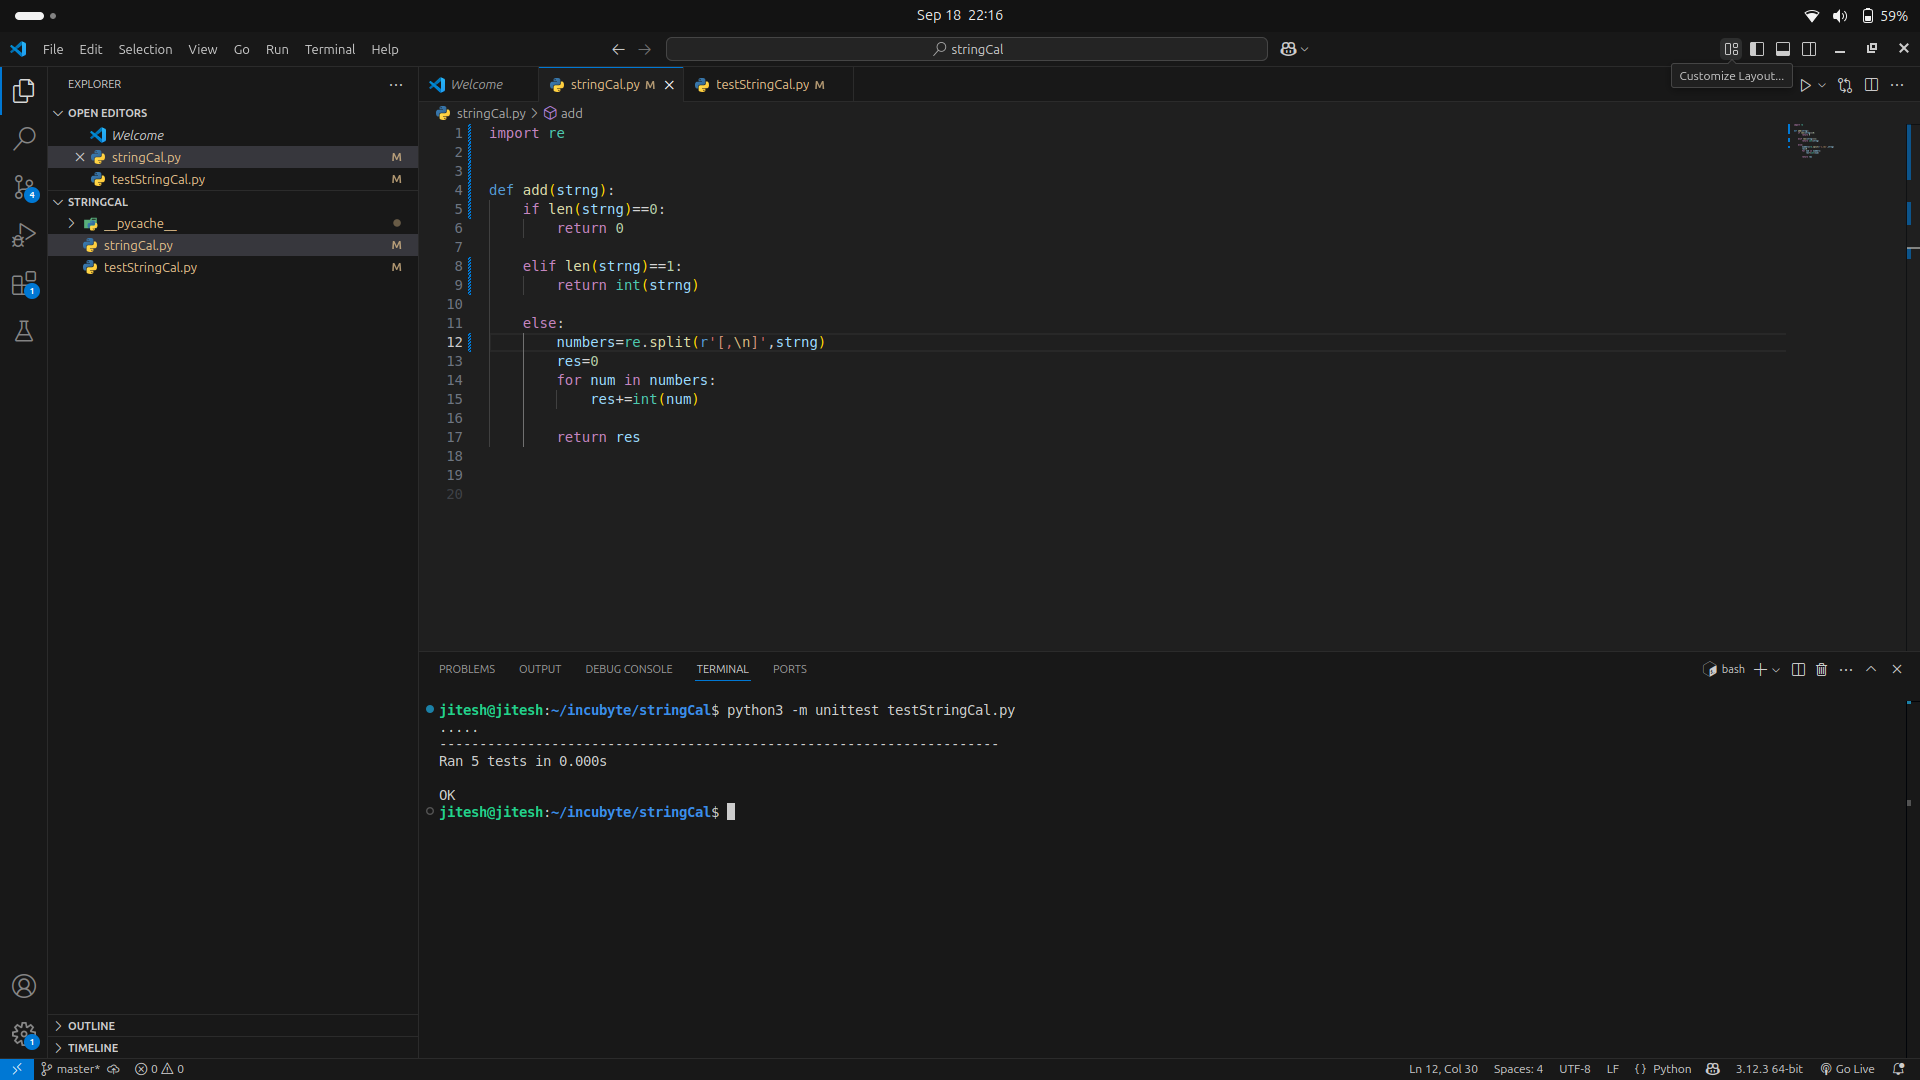 Sep 18 22:16
59%
File Edit Selection View Go Run Terminal Help
stringCal
Customize Layout...
EXPLORER
OPEN EDITORS
Welcome
stringCal.py M
testStringCal.py M
STRINGCAL
__pycache__
stringCal.py M
testStringCal.py M
OUTLINE
TIMELINE
4
1
1
Welcome
stringCal.py M
testStringCal.py M
stringCal.py > add
1 import re
2
3
4 def add(strng):
5 if len(strng)==0:
6 return 0
7
8 elif len(strng)==1:
9 return int(strng)
10
11 else:
12 numbers=re.split(r'[,\n]',strng)
13 res=0
14 for num in numbers:
15 res+=int(num)
16
17 return res
18
19
20
PROBLEMS OUTPUT DEBUG CONSOLE TERMINAL PORTS
bash
jitesh@jitesh:~/incubyte/stringCal$ python3 -m unittest testStringCal.py
.....
----------------------------------------------------------------------
Ran 5 tests in 0.000s
OK
jitesh@jitesh:~/incubyte/stringCal$
master* 0 0
Ln 12, Col 30 Spaces: 4 UTF-8 LF {} Python 3.12.3 64-bit Go Live